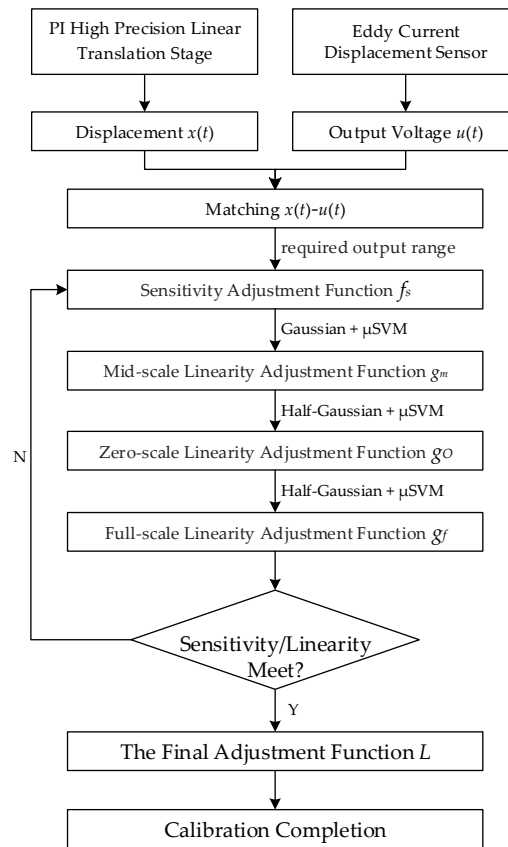 PI High Precision Linear
Translation Stage
Eddy Current
Displacement Sensor
Displacement x(t)
Output Voltage u(t)
Matching x(t)-u(t)
required output range
Sensitivity Adjustment Function fs
Gaussian + µSVM
Mid-scale Linearity Adjustment Function gm
Half-Gaussian + µSVM
N
Zero-scale Linearity Adjustment Function gO
Half-Gaussian + µSVM
Full-scale Linearity Adjustment Function gf
Sensitivity/Linearity
Meet?
Y
The Final Adjustment Function L
Calibration Completion